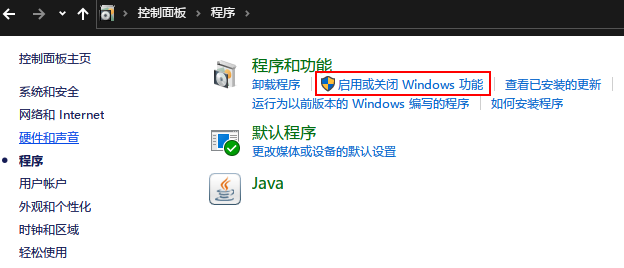 控制面板 程序
控制面板主页
系统和安全
网络和 Internet
硬件和声音
程序
用户帐户
外观和个性化
时钟和区域
轻松使用
程序和功能
卸载程序 启用或关闭 Windows 功能 查看已安装的更新
运行为以前版本的 Windows 编写的程序 如何安装程序
默认程序
更改媒体或设备的默认设置
Java